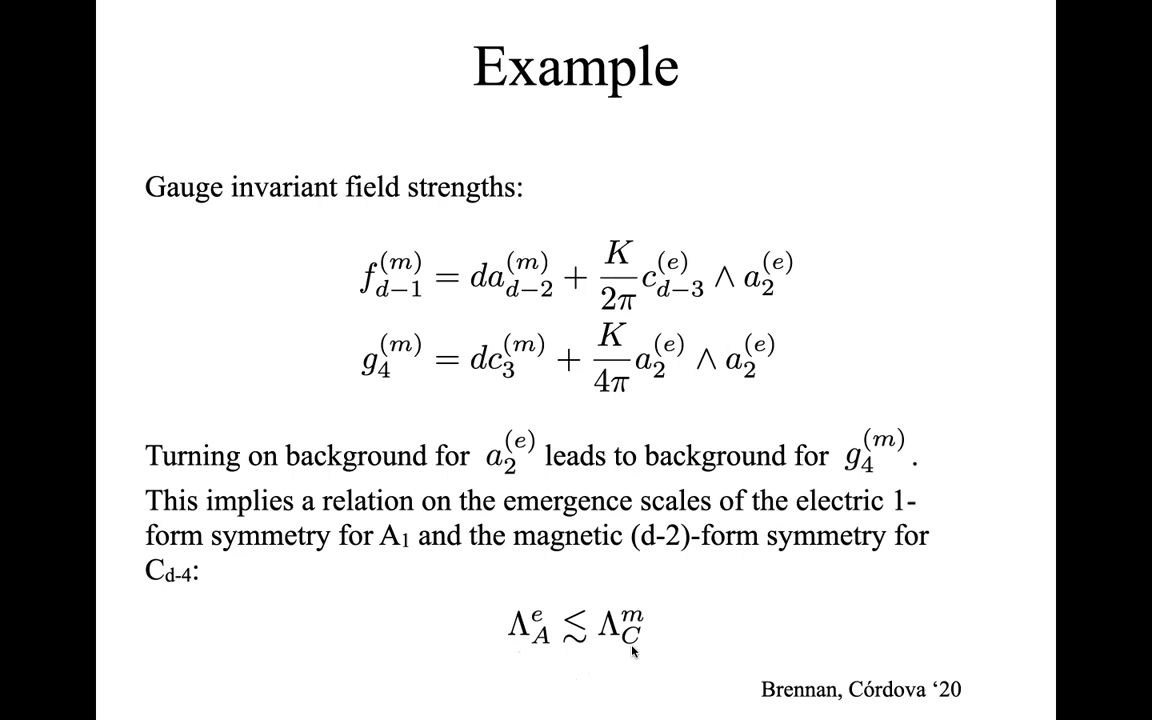 Example
Gauge invariant field strengths:
$f_{d-1}^{(m)} = da_{d-2}^{(m)} + \frac{K}{2\pi} c_{d-3}^{(e)} \wedge a_2^{(e)}$
$g_4^{(m)} = dc_3^{(m)} + \frac{K}{4\pi} a_2^{(e)} \wedge a_2^{(e)}$
Turning on background for $a_2^{(e)}$ leads to background for $g_4^{(m)}$ .
This implies a relation on the emergence scales of the electric 1-
form symmetry for A₁ and the magnetic (d-2)-form symmetry for
C_{d-4}:
$\Lambda_A^e \lesssim \Lambda_C^m$
Brennan, Córdova ‘20